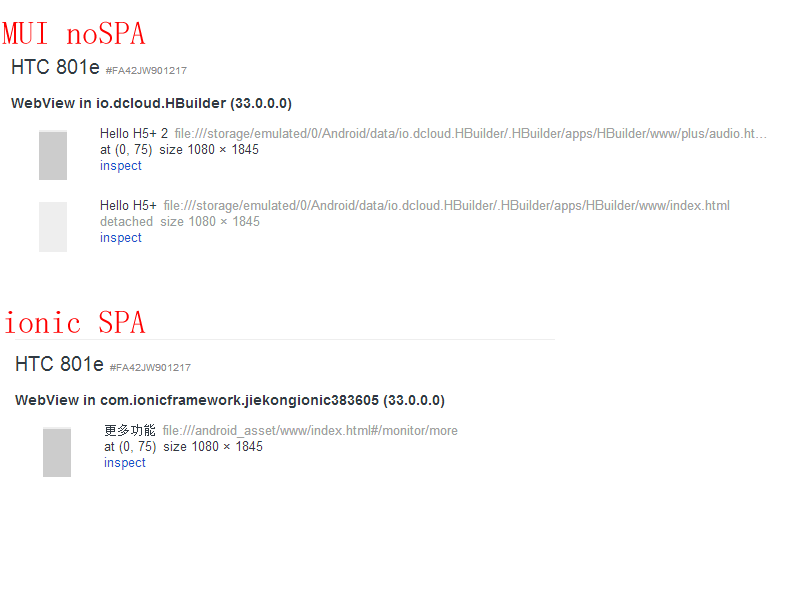 MUI noSPA
HTC 801e #FA42JW901217
WebView in io.dcloud.HBuilder (33.0.0.0)
Hello H5+ 2 file:///storage/emulated/0/Android/data/io.dcloud.HBuilder/.HBuilder/apps/HBuilder/www/plus/audio.ht...
at (0, 75) size 1080 × 1845
inspect
Hello H5+ file:///storage/emulated/0/Android/data/io.dcloud.HBuilder/.HBuilder/apps/HBuilder/www/index.html
detached size 1080 × 1845
inspect
ionic SPA
HTC 801e #FA42JW901217
WebView in com.ionicframework.jiekongionic383605 (33.0.0.0)
更多功能 file:///android_asset/www/index.html#/monitor/more
at (0, 75) size 1080 × 1845
inspect